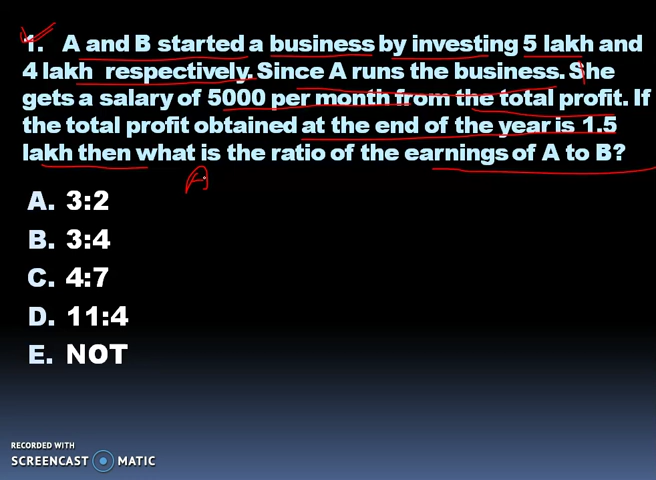 1. A and B started a business by investing 5 lakh and
4 lakh respectively. Since A runs the business. She
gets a salary of 5000 per month from the total profit. If
the total profit obtained at the end of the year is 1.5
lakh then what is the ratio of the earnings of A to B?
A
A. 3:2
B. 3:4
C. 4:7
D. 11:4
E. NOT
RECORDED WITH
SCREENCAST MATIC